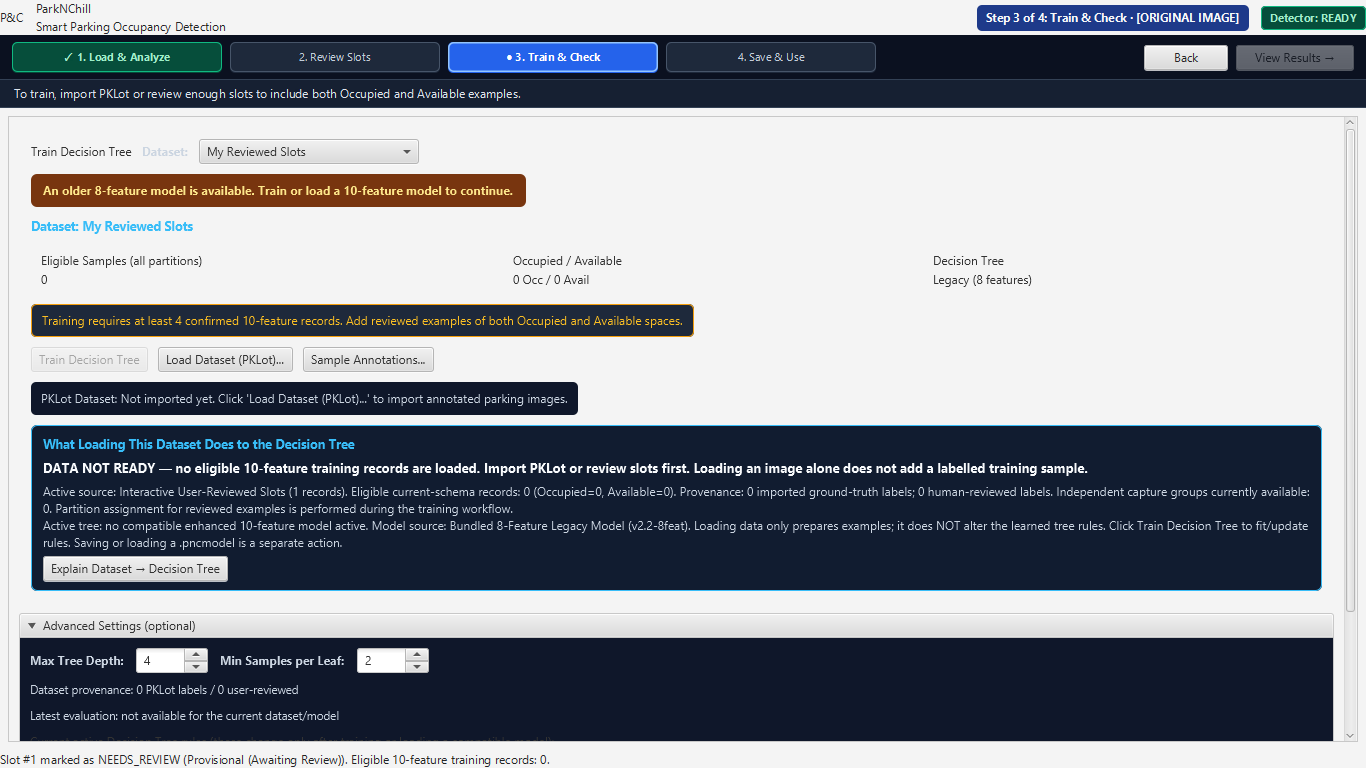 P&C
ParkNChill
Smart Parking Occupancy Detection
Step 3 of 4: Train & Check · [ORIGINAL IMAGE]
Detector: READY
✓ 1. Load & Analyze
2. Review Slots
● 3. Train & Check
4. Save & Use
Back
View Results →
To train, import PKLot or review enough slots to include both Occupied and Available examples.
Train Decision Tree
Dataset:
My Reviewed Slots
An older 8-feature model is available. Train or load a 10-feature model to continue.
Dataset: My Reviewed Slots
Eligible Samples (all partitions)
Occupied / Available
Decision Tree
0
0 Occ / 0 Avail
Legacy (8 features)
Training requires at least 4 confirmed 10-feature records. Add reviewed examples of both Occupied and Available spaces.
Train Decision Tree
Load Dataset (PKLot)...
Sample Annotations...
PKLot Dataset: Not imported yet. Click 'Load Dataset (PKLot)...' to import annotated parking images.
What Loading This Dataset Does to the Decision Tree
DATA NOT READY — no eligible 10-feature training records are loaded. Import PKLot or review slots first. Loading an image alone does not add a labelled training sample.
Active source: Interactive User-Reviewed Slots (1 records). Eligible current-schema records: 0 (Occupied=0, Available=0). Provenance: 0 imported ground-truth labels; 0 human-reviewed labels. Independent capture groups currently available:
0. Partition assignment for reviewed examples is performed during the training workflow.
Active tree: no compatible enhanced 10-feature model active. Model source: Bundled 8-Feature Legacy Model (v2.2-8feat). Loading data only prepares examples; it does NOT alter the learned tree rules. Click Train Decision Tree to fit/update
rules. Saving or loading a .pncmodel is a separate action.
Explain Dataset → Decision Tree
Advanced Settings (optional)
Max Tree Depth:
4
Min Samples per Leaf:
2
Dataset provenance: 0 PKLot labels / 0 user-reviewed
Latest evaluation: not available for the current dataset/model
Slot #1 marked as NEEDS_REVIEW (Provisional (Awaiting Review)). Eligible 10-feature training records: 0.